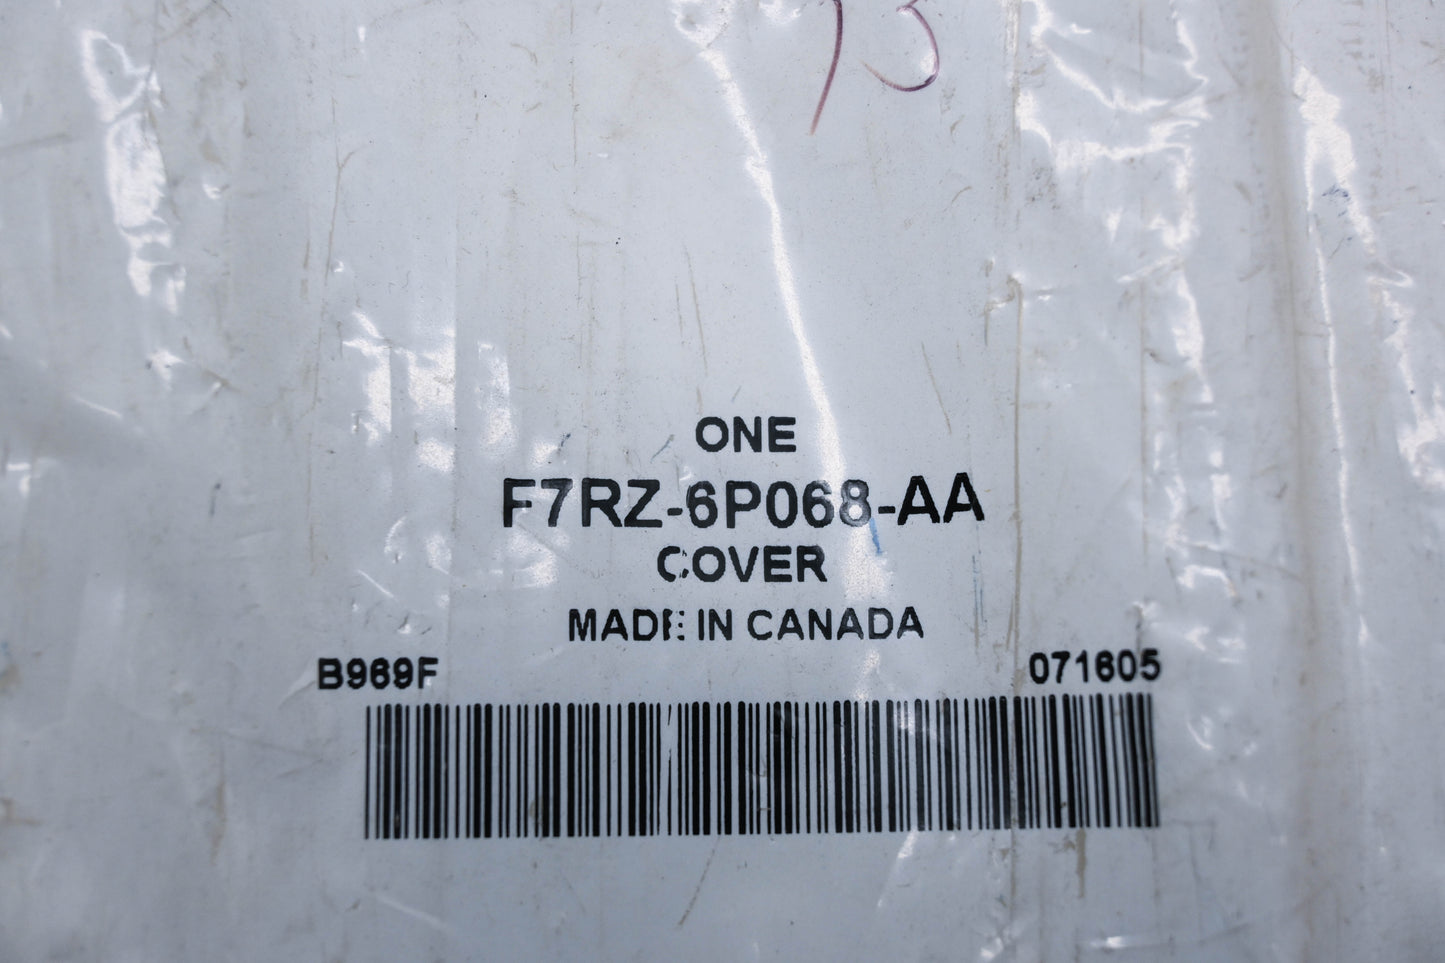 ONE
F7RZ-6P068-AA
COVER
MADE IN CANADA
B969F 071605